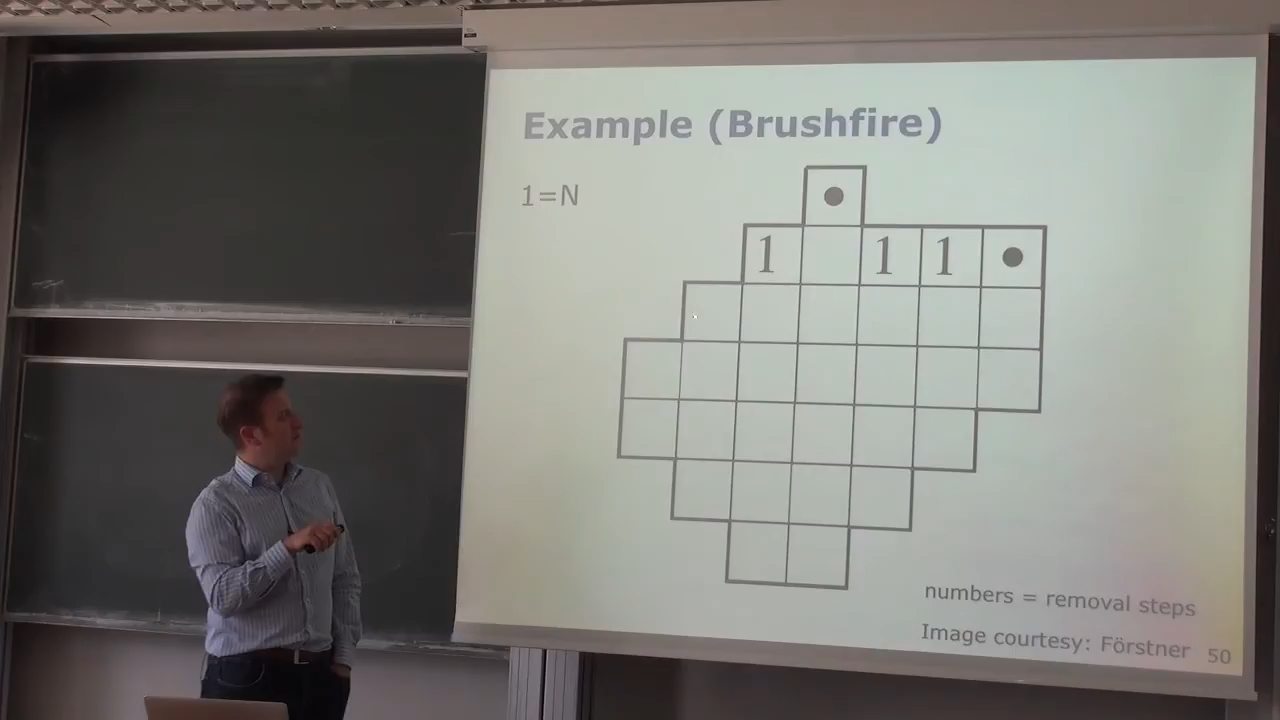 Example (Brushfire)
1=N
1 1 1
numbers = removal steps
Image courtesy: Förstner 50